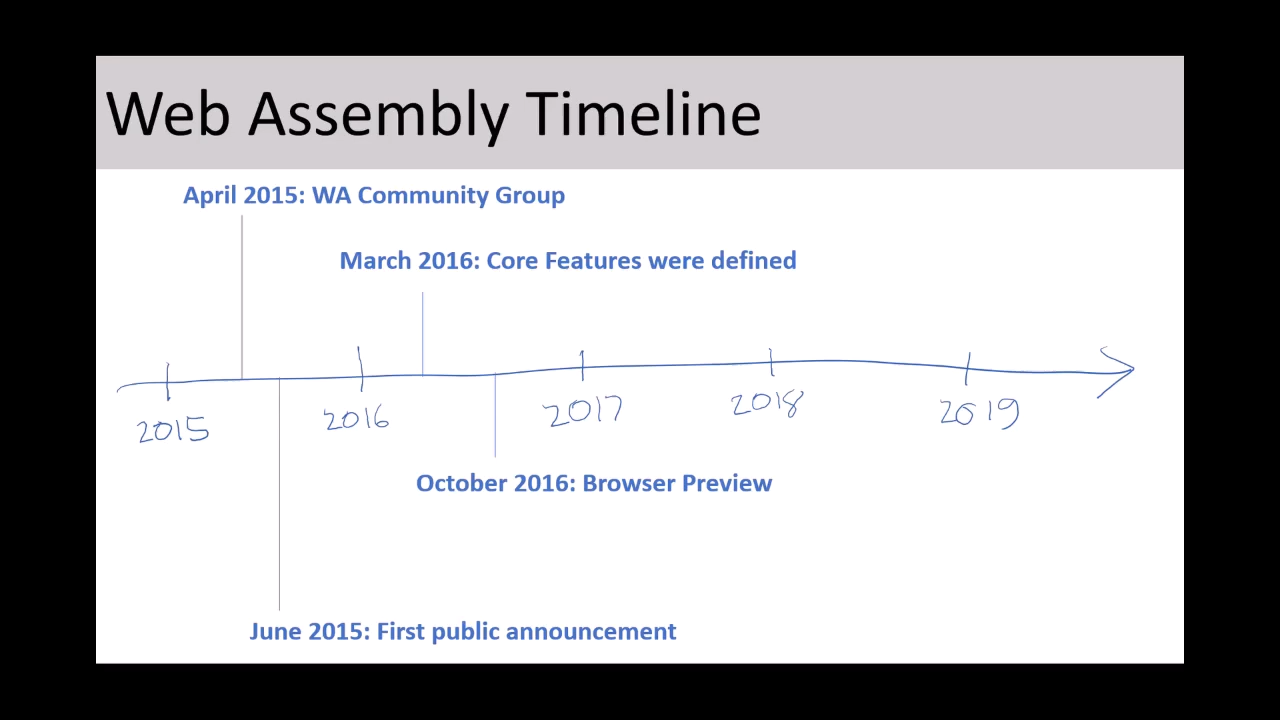 Web Assembly Timeline
April 2015: WA Community Group
March 2016: Core Features were defined
2015
2016
2017
2018
2019
October 2016: Browser Preview
June 2015: First public announcement